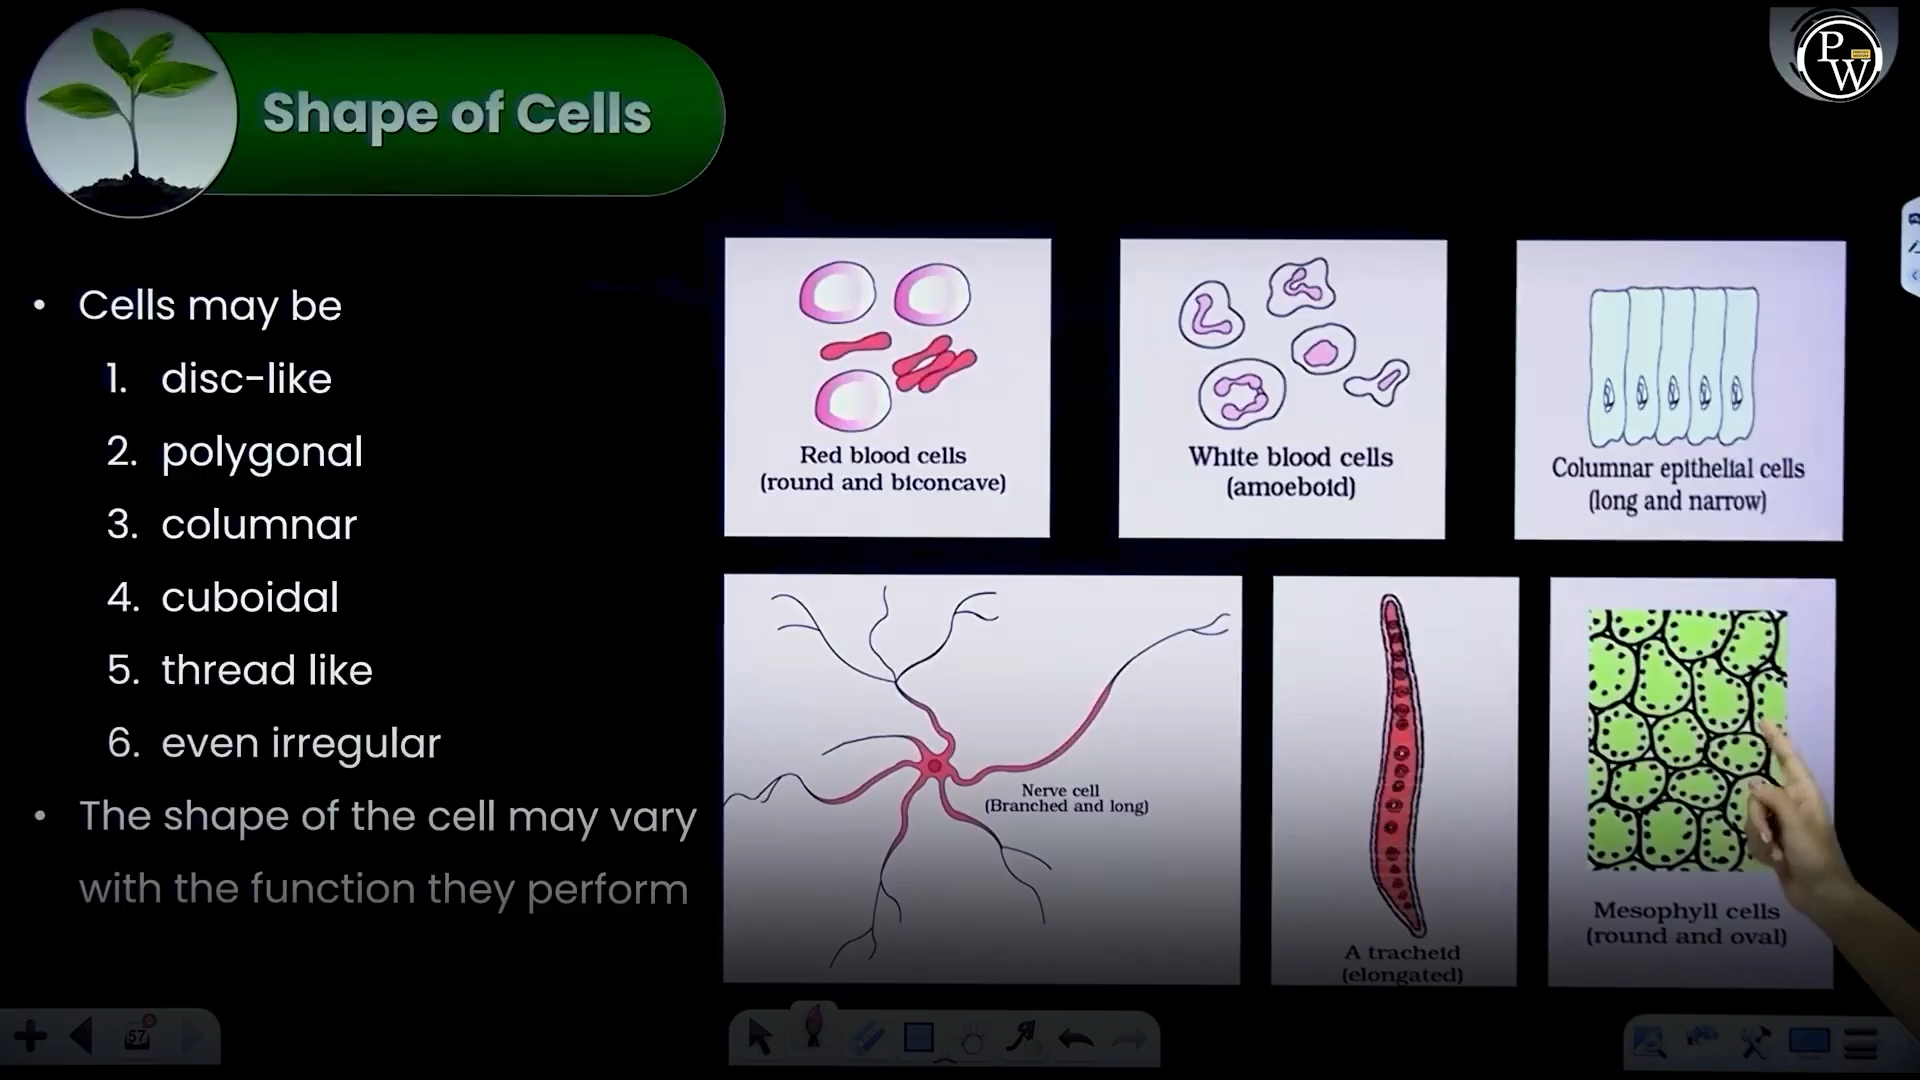 PW
Shape of Cells
• Cells may be
1. disc-like
2. polygonal
3. columnar
4. cuboidal
5. thread like
6. even irregular
• The shape of the cell may vary
with the function they perform
Red blood cells
(round and biconcave)
White blood cells
(amoeboid)
Columnar epithelial cells
(long and narrow)
Nerve cell
(Branched and long)
A tracheid
(elongated)
Mesophyll cells
(round and oval)
57